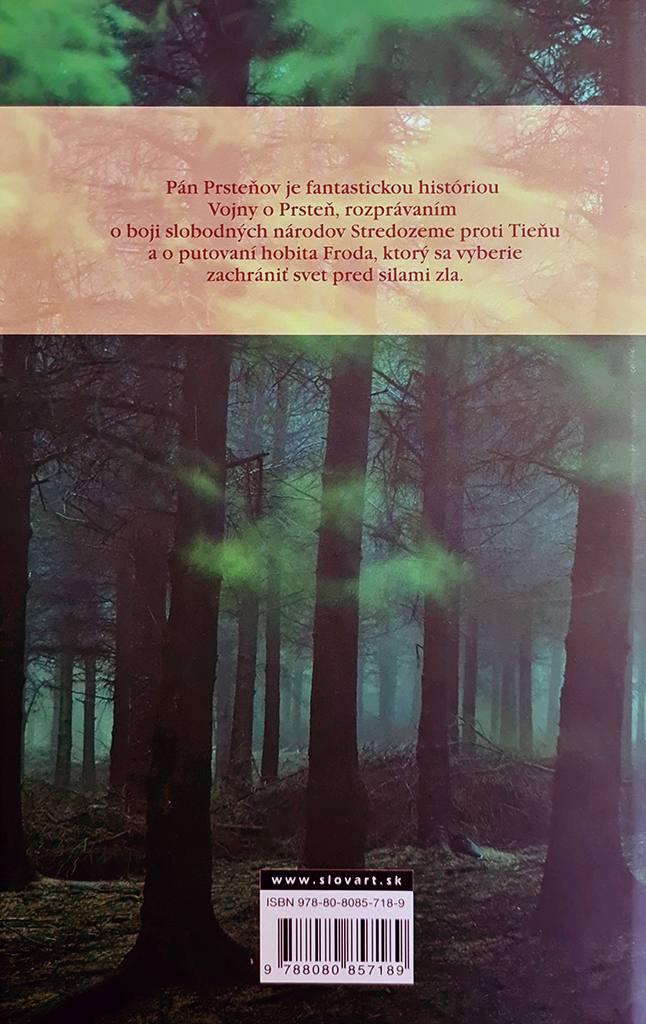 Pán Prsteňov je fantastickou históriou
Vojny o Prsteň, rozprávaním
o boji slobodných národov Stredozeme proti Tieňu
a o putovaní hobita Froda, ktorý sa vyberie
zachrániť svet pred silami zla.
www.slovart.sk
ISBN 978-80-8085-718-9
9 788080 857189